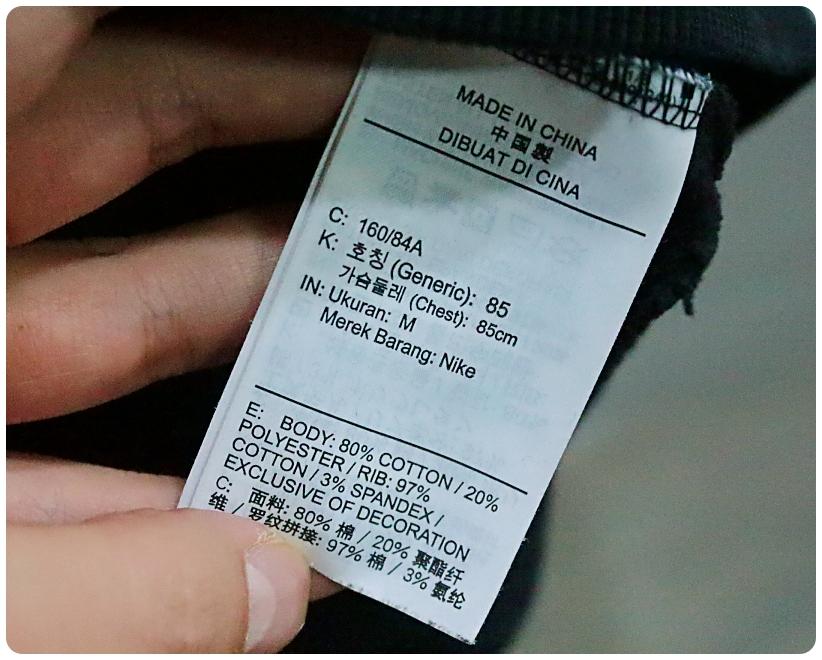 MADE IN CHINA
中国製
DIBUAT DI CINA
C: 160/84A
K: 호칭 (Generic): 85
가슴둘레 (Chest): 85cm
IN: Ukuran: M
Merek Barang: Nike
E: BODY: 80% COTTON / 20%
POLYESTER / RIB: 97%
COTTON / 3% SPANDEX /
EXCLUSIVE OF DECORATION
C: 面料: 80% 棉 / 20% 聚酯纤
维 / 罗纹拼接: 97% 棉 / 3% 氨纶